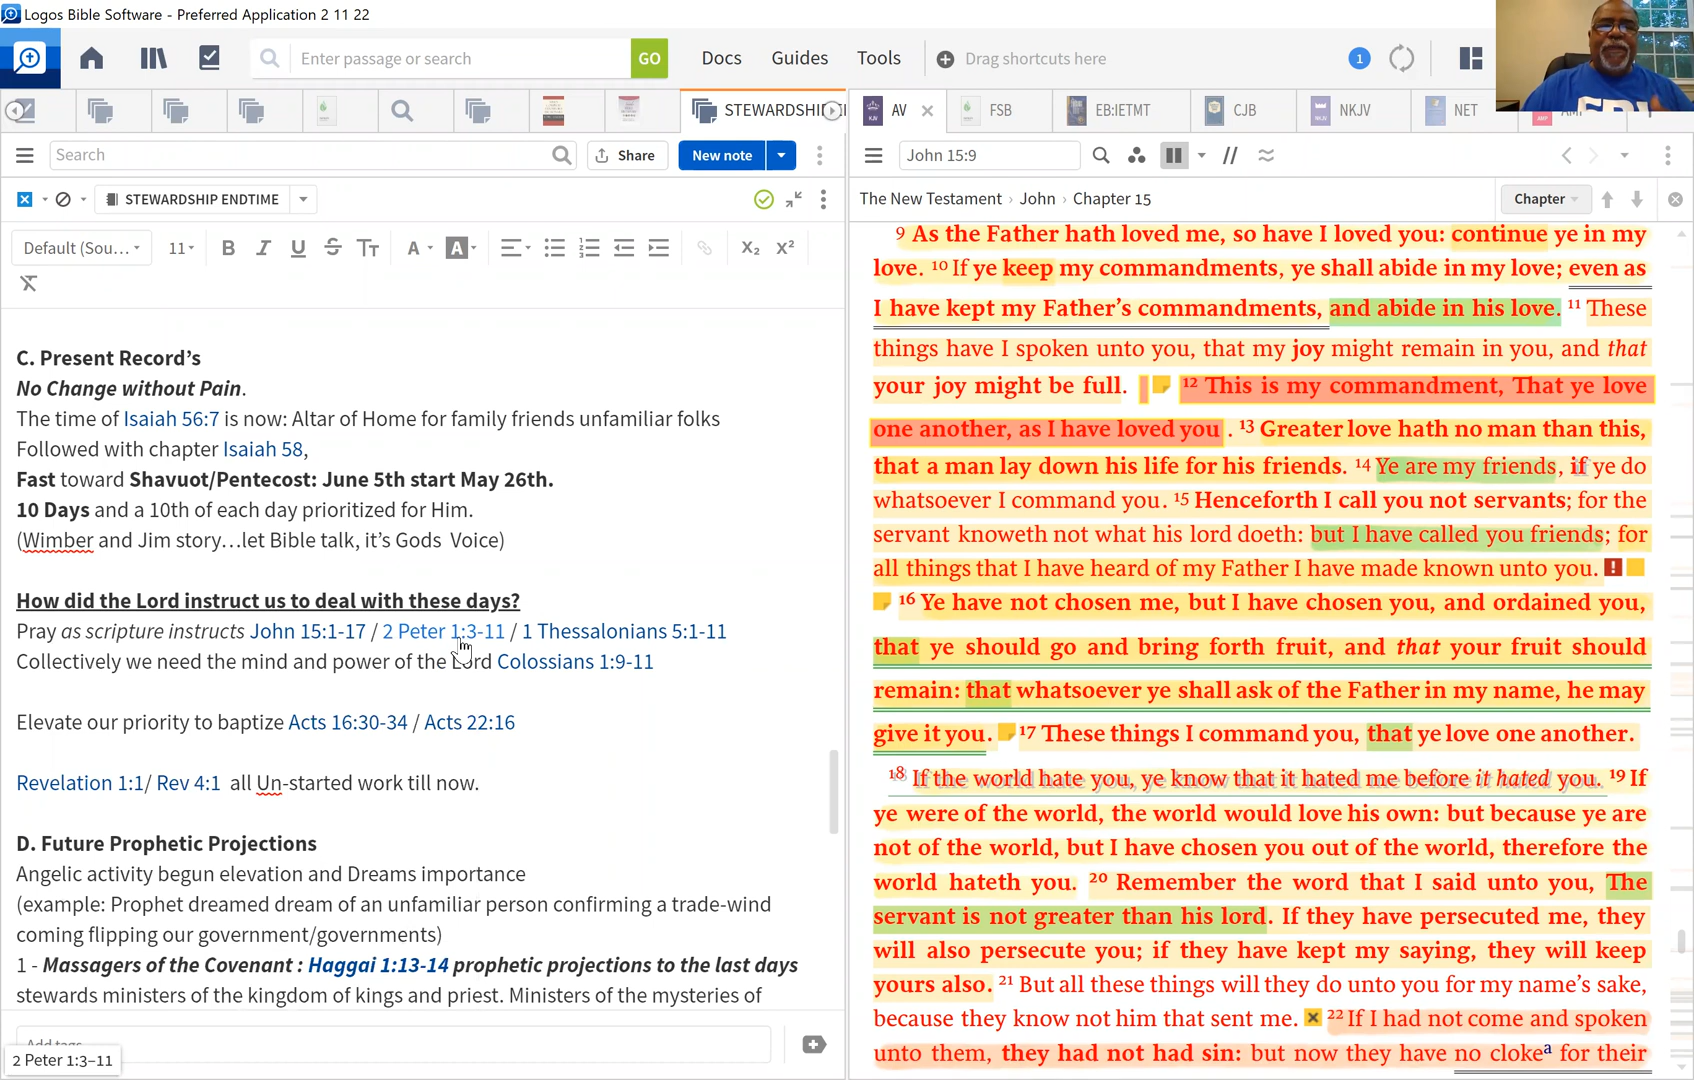 Logos Bible Software - Preferred Application 2 11 22
Enter passage or search
GO
Docs
Guides
Tools
Drag shortcuts here
1
STEWARDSHIP
AV
FSB
EB:IETMT
CJB
NKJV
NET
Search
Share
New note
John 15:9
STEWARDSHIP ENDTIME
The New Testament › John › Chapter 15
Chapter
Default (Sou...
11
B I U S TT A A X₂ X²
C. Present Record's
No Change without Pain.
The time of Isaiah 56:7 is now: Altar of Home for family friends unfamiliar folks
Followed with chapter Isaiah 58,
Fast toward Shavuot/Pentecost: June 5th start May 26th.
10 Days and a 10th of each day prioritized for Him.
(Wimber and Jim story...let Bible talk, it's Gods Voice)
How did the Lord instruct us to deal with these days?
Pray as scripture instructs John 15:1-17 / 2 Peter 1:3-11 / 1 Thessalonians 5:1-11
Collectively we need the mind and power of the Lord Colossians 1:9-11
Elevate our priority to baptize Acts 16:30-34 / Acts 22:16
Revelation 1:1/ Rev 4:1 all Un-started work till now.
D. Future Prophetic Projections
Angelic activity begun elevation and Dreams importance
(example: Prophet dreamed dream of an unfamiliar person confirming a trade-wind
coming flipping our government/governments)
1 - Massagers of the Covenant : Haggai 1:13-14 prophetic projections to the last days
stewards ministers of the kingdom of kings and priest. Ministers of the mysteries of
Add tags
2 Peter 1:3–11
9 As the Father hath loved me, so have I loved you: continue ye in my
love. 10 If ye keep my commandments, ye shall abide in my love; even as
I have kept my Father's commandments, and abide in his love. 11 These
things have I spoken unto you, that my joy might remain in you, and that
your joy might be full. 12 This is my commandment, That ye love
one another, as I have loved you . 13 Greater love hath no man than this,
that a man lay down his life for his friends. 14 Ye are my friends, if ye do
whatsoever I command you. 15 Henceforth I call you not servants; for the
servant knoweth not what his lord doeth: but I have called you friends; for
all things that I have heard of my Father I have made known unto you.
16 Ye have not chosen me, but I have chosen you, and ordained you,
that ye should go and bring forth fruit, and that your fruit should
remain: that whatsoever ye shall ask of the Father in my name, he may
give it you. 17 These things I command you, that ye love one another.
18 If the world hate you, ye know that it hated me before it hated you. 19 If
ye were of the world, the world would love his own: but because ye are
not of the world, but I have chosen you out of the world, therefore the
world hateth you. 20 Remember the word that I said unto you, The
servant is not greater than his lord. If they have persecuted me, they
will also persecute you; if they have kept my saying, they will keep
yours also. 21 But all these things will they do unto you for my name's sake,
because they know not him that sent me. 22 If I had not come and spoken
unto them, they had not had sin: but now they have no cloke a for their